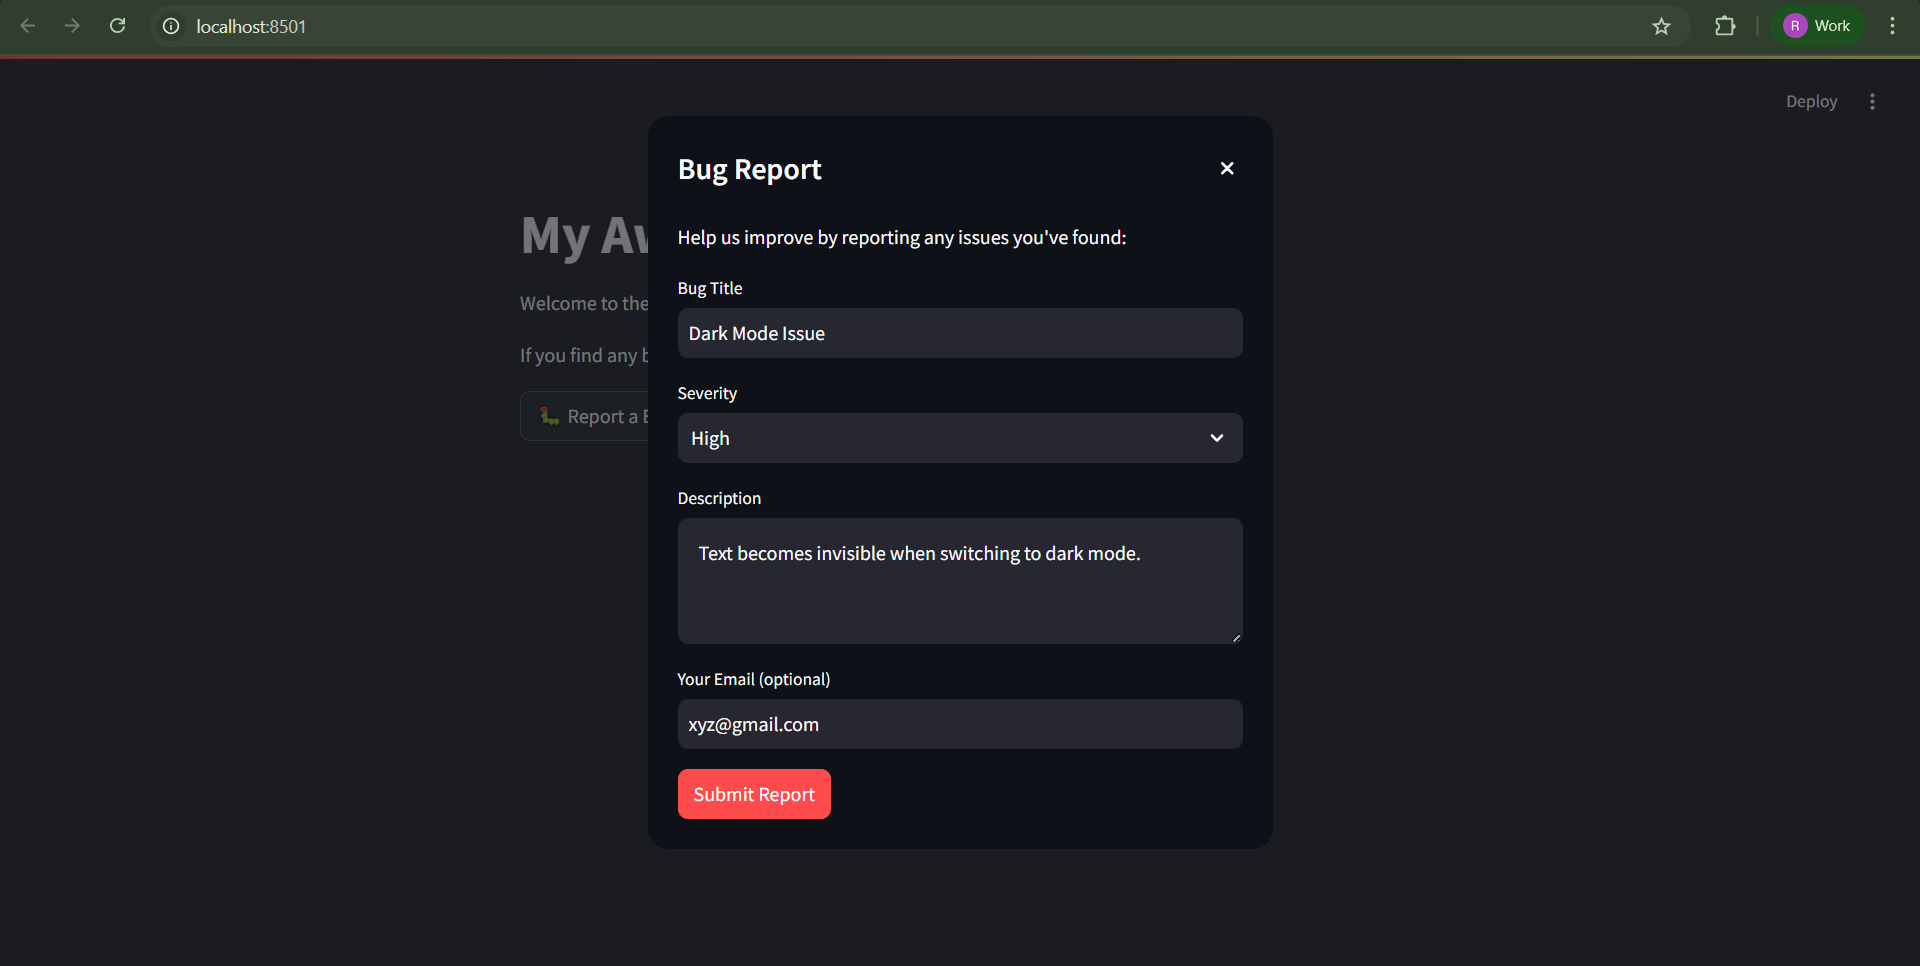 localhost:8501
R Work
Deploy
Bug Report
My Aw
Help us improve by reporting any issues you've found:
Welcome to the
Bug Title
Dark Mode Issue
If you find any b
Severity
Report a B
High
Description
Text becomes invisible when switching to dark mode.
Your Email (optional)
xyz@gmail.com
Submit Report